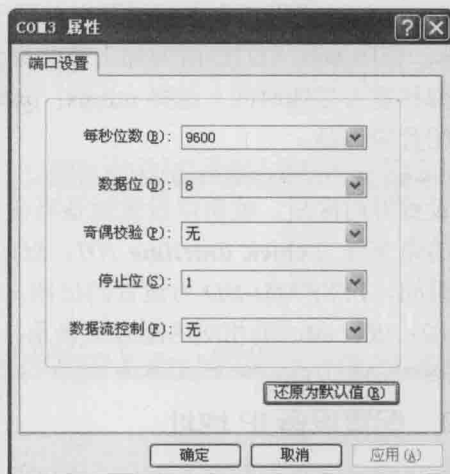 COM3 属性
端口设置
每秒位数(B): 9600
数据位(D): 8
奇偶校验(P): 无
停止位(S): 1
数据流控制(F): 无
还原为默认值(R)
确定 取消 应用(A)